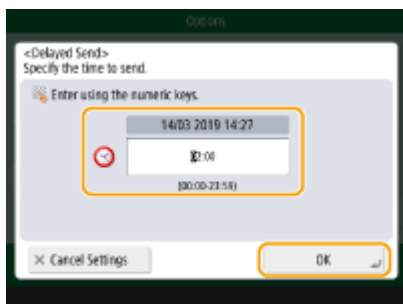 Options
<Delayed Send>
Specify the time to send.
Enter using the numeric keys.
14/03 2019 14:27
:00
(00:00-23:59)
× Cancel Settings
OK